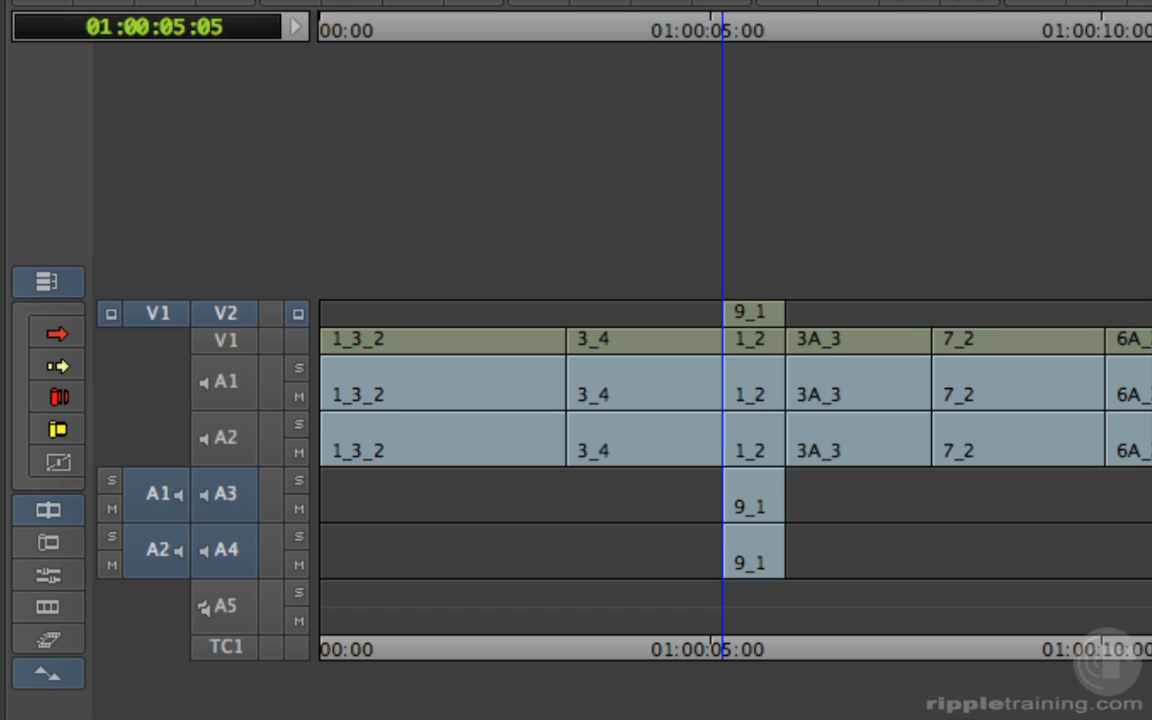 01:00:05:05
00:00 01:00:05:00 01:00:10:00
V1 V2 9_1
V1 1_3_2 3_4 1_2 3A_3 7_2 6A_
A1 S M 1_3_2 3_4 1_2 3A_3 7_2 6A_
A2 S M 1_3_2 3_4 1_2 3A_3 7_2 6A_
S M A1 A3 S M 9_1
S M A2 A4 S M 9_1
A5 S M
TC1 00:00 01:00:05:00 01:00:10:00
rippletraining.com